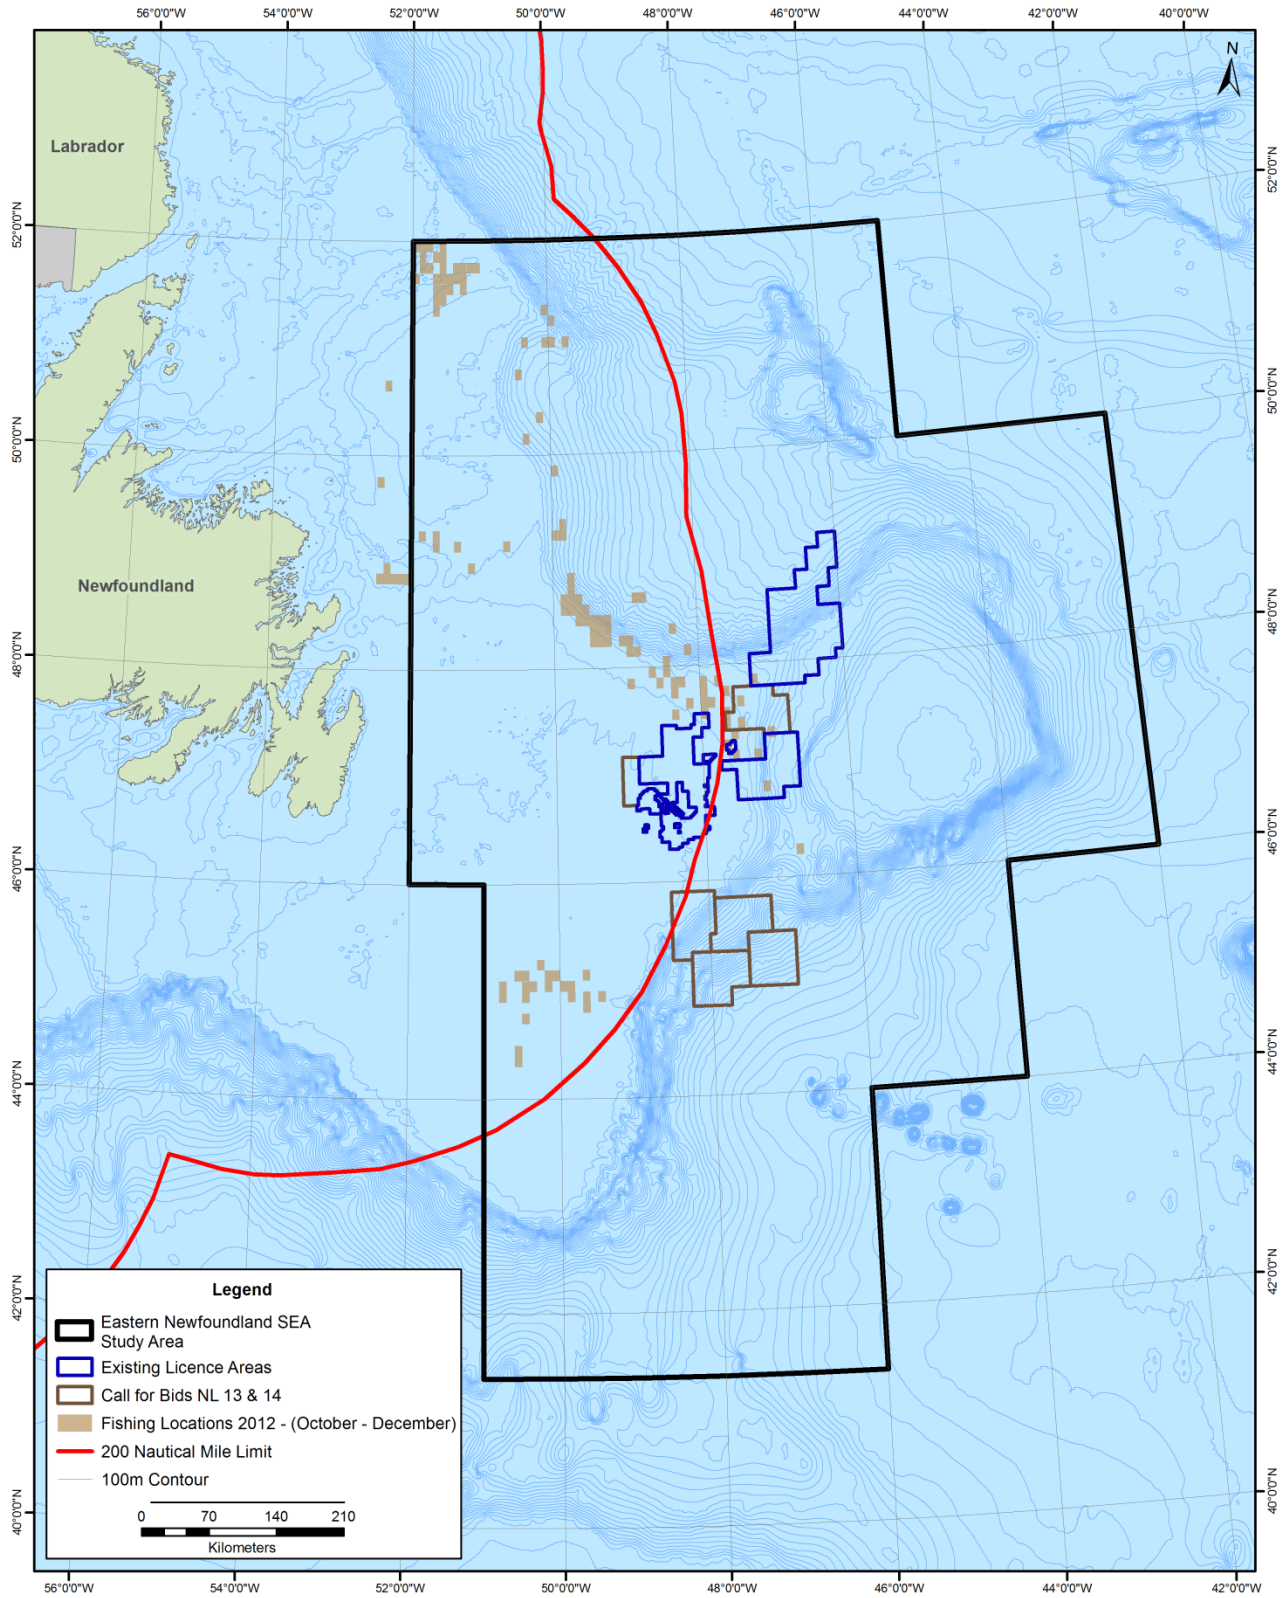 56°0'0"W
54°0'0"W
52°0'0"W
50°0'0"W
48°0'0"W
46°0'0"W
44°0'0"W
42°0'0"W
40°0'0"W
N
Labrador
Newfoundland
52°0'0"N
50°0'0"N
48°0'0"N
46°0'0"N
44°0'0"N
42°0'0"N
40°0'0"N
52°0'0"N
50°0'0"N
48°0'0"N
46°0'0"N
44°0'0"N
42°0'0"N
40°0'0"N
Legend
Eastern Newfoundland SEA
Study Area
Existing Licence Areas
Call for Bids NL 13 & 14
Fishing Locations 2012 - (October - December)
200 Nautical Mile Limit
100m Contour
0 70 140 210
Kilometers
56°0'0"W
54°0'0"W
52°0'0"W
50°0'0"W
48°0'0"W
46°0'0"W
44°0'0"W
42°0'0"W